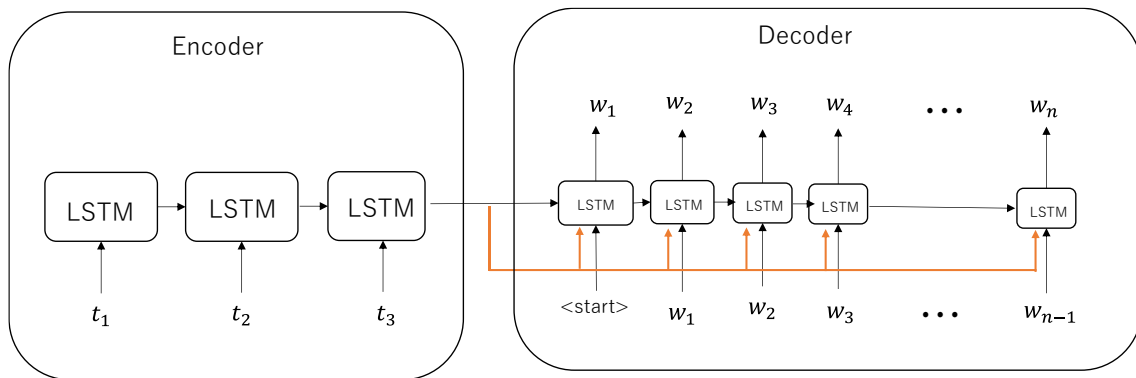 Encoder
Decoder
w₁ w₂ w₃ w₄ ・・・ wₙ
LSTM LSTM LSTM LSTM LSTM LSTM LSTM LSTM
t₁ t₂ t₃ <start> w₁ w₂ w₃ ・・・ wₙ₋₁